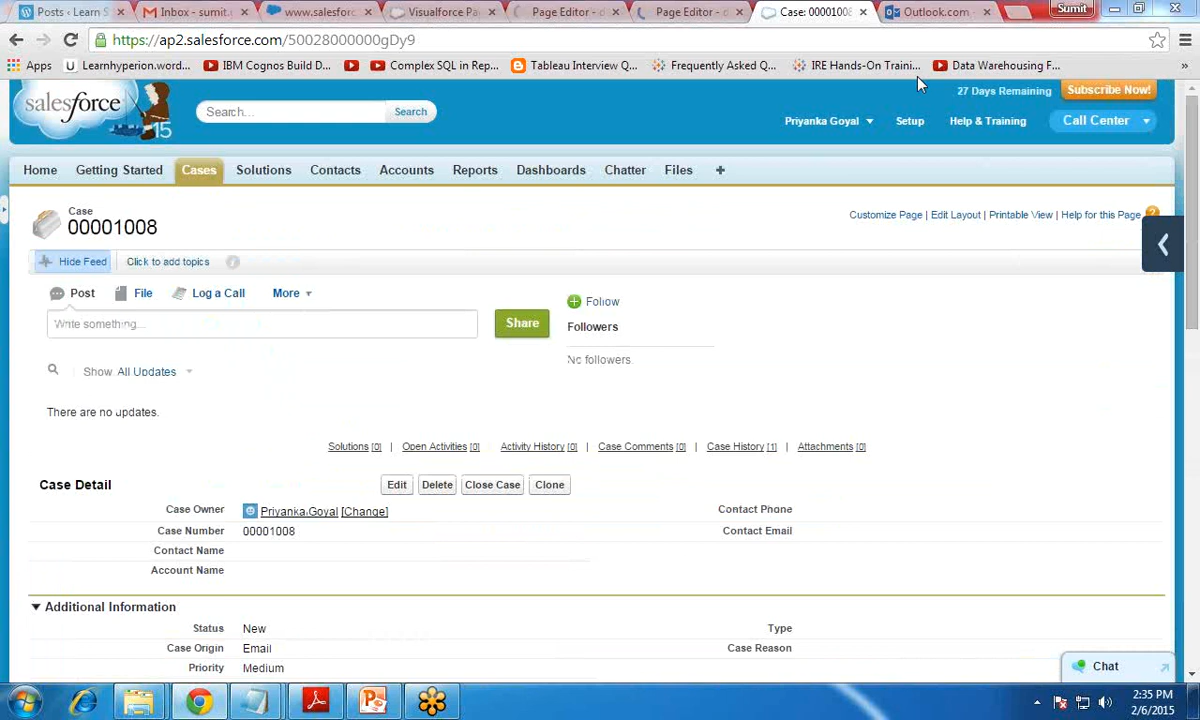 Posts ‹ Learn S
Inbox - sumit.c
www.salesforc
Visualforce Pa
Page Editor - d
Page Editor - d
Case: 00001008
Outlook.com -
Sumit
https://ap2.salesforce.com/50028000000gDy9
Apps
Learnhyperion.word...
IBM Cognos Build D...
Complex SQL in Rep...
Tableau Interview Q...
Frequently Asked Q...
IRE Hands-On Traini...
Data Warehousing F...
»
salesforce
15
Search...
Search
27 Days Remaining
Subscribe Now!
Priyanka Goyal
Setup
Help & Training
Call Center
Home
Getting Started
Cases
Solutions
Contacts
Accounts
Reports
Dashboards
Chatter
Files
+
Case
00001008
Customize Page | Edit Layout | Printable View | Help for this Page ?
Hide Feed
Click to add topics
Post
File
Log a Call
More
Follow
Write something...
Share
Followers
No followers.
Show All Updates
There are no updates.
Solutions [0] | Open Activities [0] Activity History [0] | Case Comments [0] | Case History [1] | Attachments [0]
Case Detail
Edit
Delete
Close Case
Clone
Case Owner Priyanka Goyal [Change]
Contact Phone
Case Number 00001008
Contact Email
Contact Name
Account Name
Additional Information
Status New
Type
Case Origin Email
Case Reason
Priority Medium
Chat
2:35 PM
2/6/2015